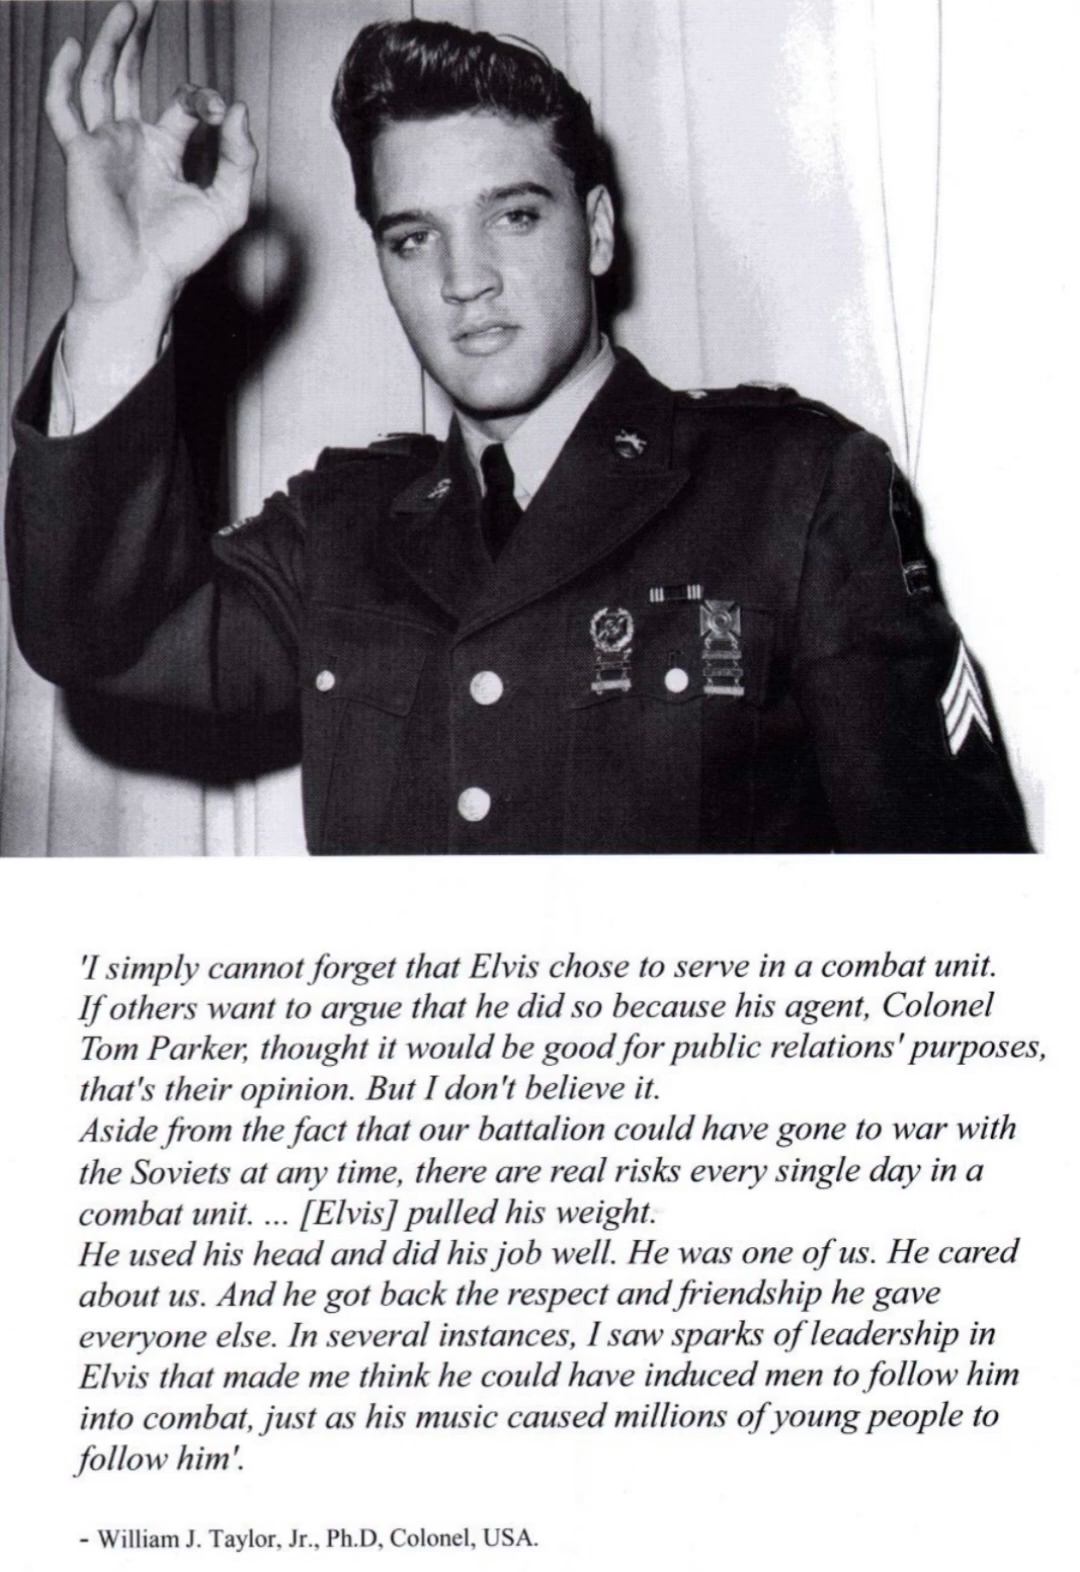 'I simply cannot forget that Elvis chose to serve in a combat unit.
If others want to argue that he did so because his agent, Colonel
Tom Parker, thought it would be good for public relations' purposes,
that's their opinion. But I don't believe it.
Aside from the fact that our battalion could have gone to war with
the Soviets at any time, there are real risks every single day in a
combat unit. ... [Elvis] pulled his weight.
He used his head and did his job well. He was one of us. He cared
about us. And he got back the respect and friendship he gave
everyone else. In several instances, I saw sparks of leadership in
Elvis that made me think he could have induced men to follow him
into combat, just as his music caused millions of young people to
follow him'.
- William J. Taylor, Jr., Ph.D, Colonel, USA.